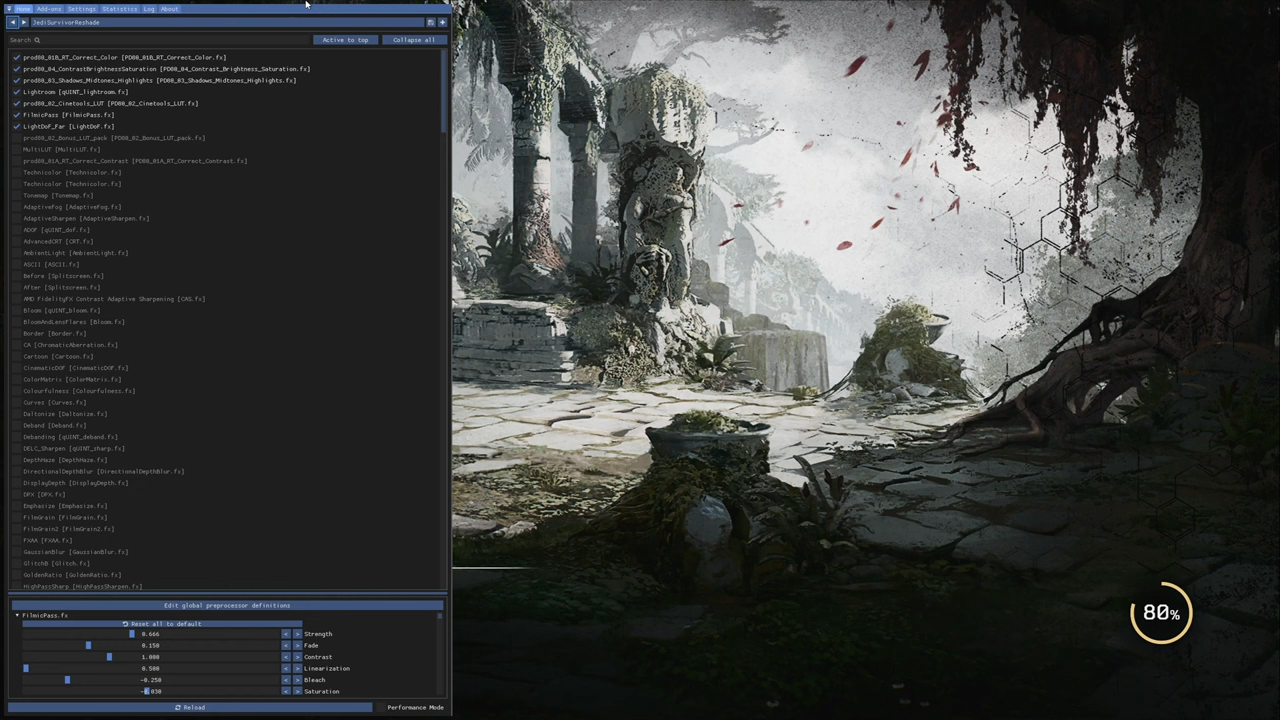 Home Add-ons Settings Statistics Log About
JediSurvivorReshade
Search Active to top Collapse all
prod80_01B_RT_Correct_Color [PD80_01B_RT_Correct_Color.fx]
prod80_04_ContrastBrightnessSaturation [PD80_04_Contrast_Brightness_Saturation.fx]
prod80_03_Shadows_Midtones_Highlights [PD80_03_Shadows_Midtones_Highlights.fx]
Lightroom [qUINT_lightroom.fx]
prod80_02_Cinetools_LUT [PD80_02_Cinetools_LUT.fx]
FilmicPass [FilmicPass.fx]
LightDoF_Far [LightDoF.fx]
prod80_02_Bonus_LUT_pack [PD80_02_Bonus_LUT_pack.fx]
MultiLUT [MultiLUT.fx]
prod80_01A_RT_Correct_Contrast [PD80_01A_RT_Correct_Contrast.fx]
Technicolor [Technicolor.fx]
Technicolor [Technicolor.fx]
Tonemap [Tonemap.fx]
AdaptiveFog [AdaptiveFog.fx]
AdaptiveSharpen [AdaptiveSharpen.fx]
ADOF [qUINT_dof.fx]
AdvancedCRT [CRT.fx]
AmbientLight [AmbientLight.fx]
ASCII [ASCII.fx]
Before [Splitscreen.fx]
After [Splitscreen.fx]
AMD FidelityFX Contrast Adaptive Sharpening [CAS.fx]
Bloom [qUINT_bloom.fx]
BloomAndLensFlares [Bloom.fx]
Border [Border.fx]
CA [ChromaticAberration.fx]
Cartoon [Cartoon.fx]
CinematicDOF [CinematicDOF.fx]
ColorMatrix [ColorMatrix.fx]
Colourfulness [Colourfulness.fx]
Curves [Curves.fx]
Daltonize [Daltonize.fx]
Deband [Deband.fx]
Debanding [qUINT_deband.fx]
DELC_Sharpen [qUINT_sharp.fx]
DepthHaze [DepthHaze.fx]
DirectionalDepthBlur [DirectionalDepthBlur.fx]
DisplayDepth [DisplayDepth.fx]
DPX [DPX.fx]
Emphasize [Emphasize.fx]
FilmGrain [FilmGrain.fx]
FilmGrain2 [FilmGrain2.fx]
FXAA [FXAA.fx]
GaussianBlur [GaussianBlur.fx]
GlitchB [Glitch.fx]
GoldenRatio [GoldenRatio.fx]
HighPassSharp [HighPassSharpen.fx]
Edit global preprocessor definitions
FilmicPass.fx
Reset all to default
0.666 < > Strength
0.150 < > Fade
1.000 < > Contrast
0.500 < > Linearization
-0.250 < > Bleach
-0.030 < > Saturation
Reload Performance Mode
80%